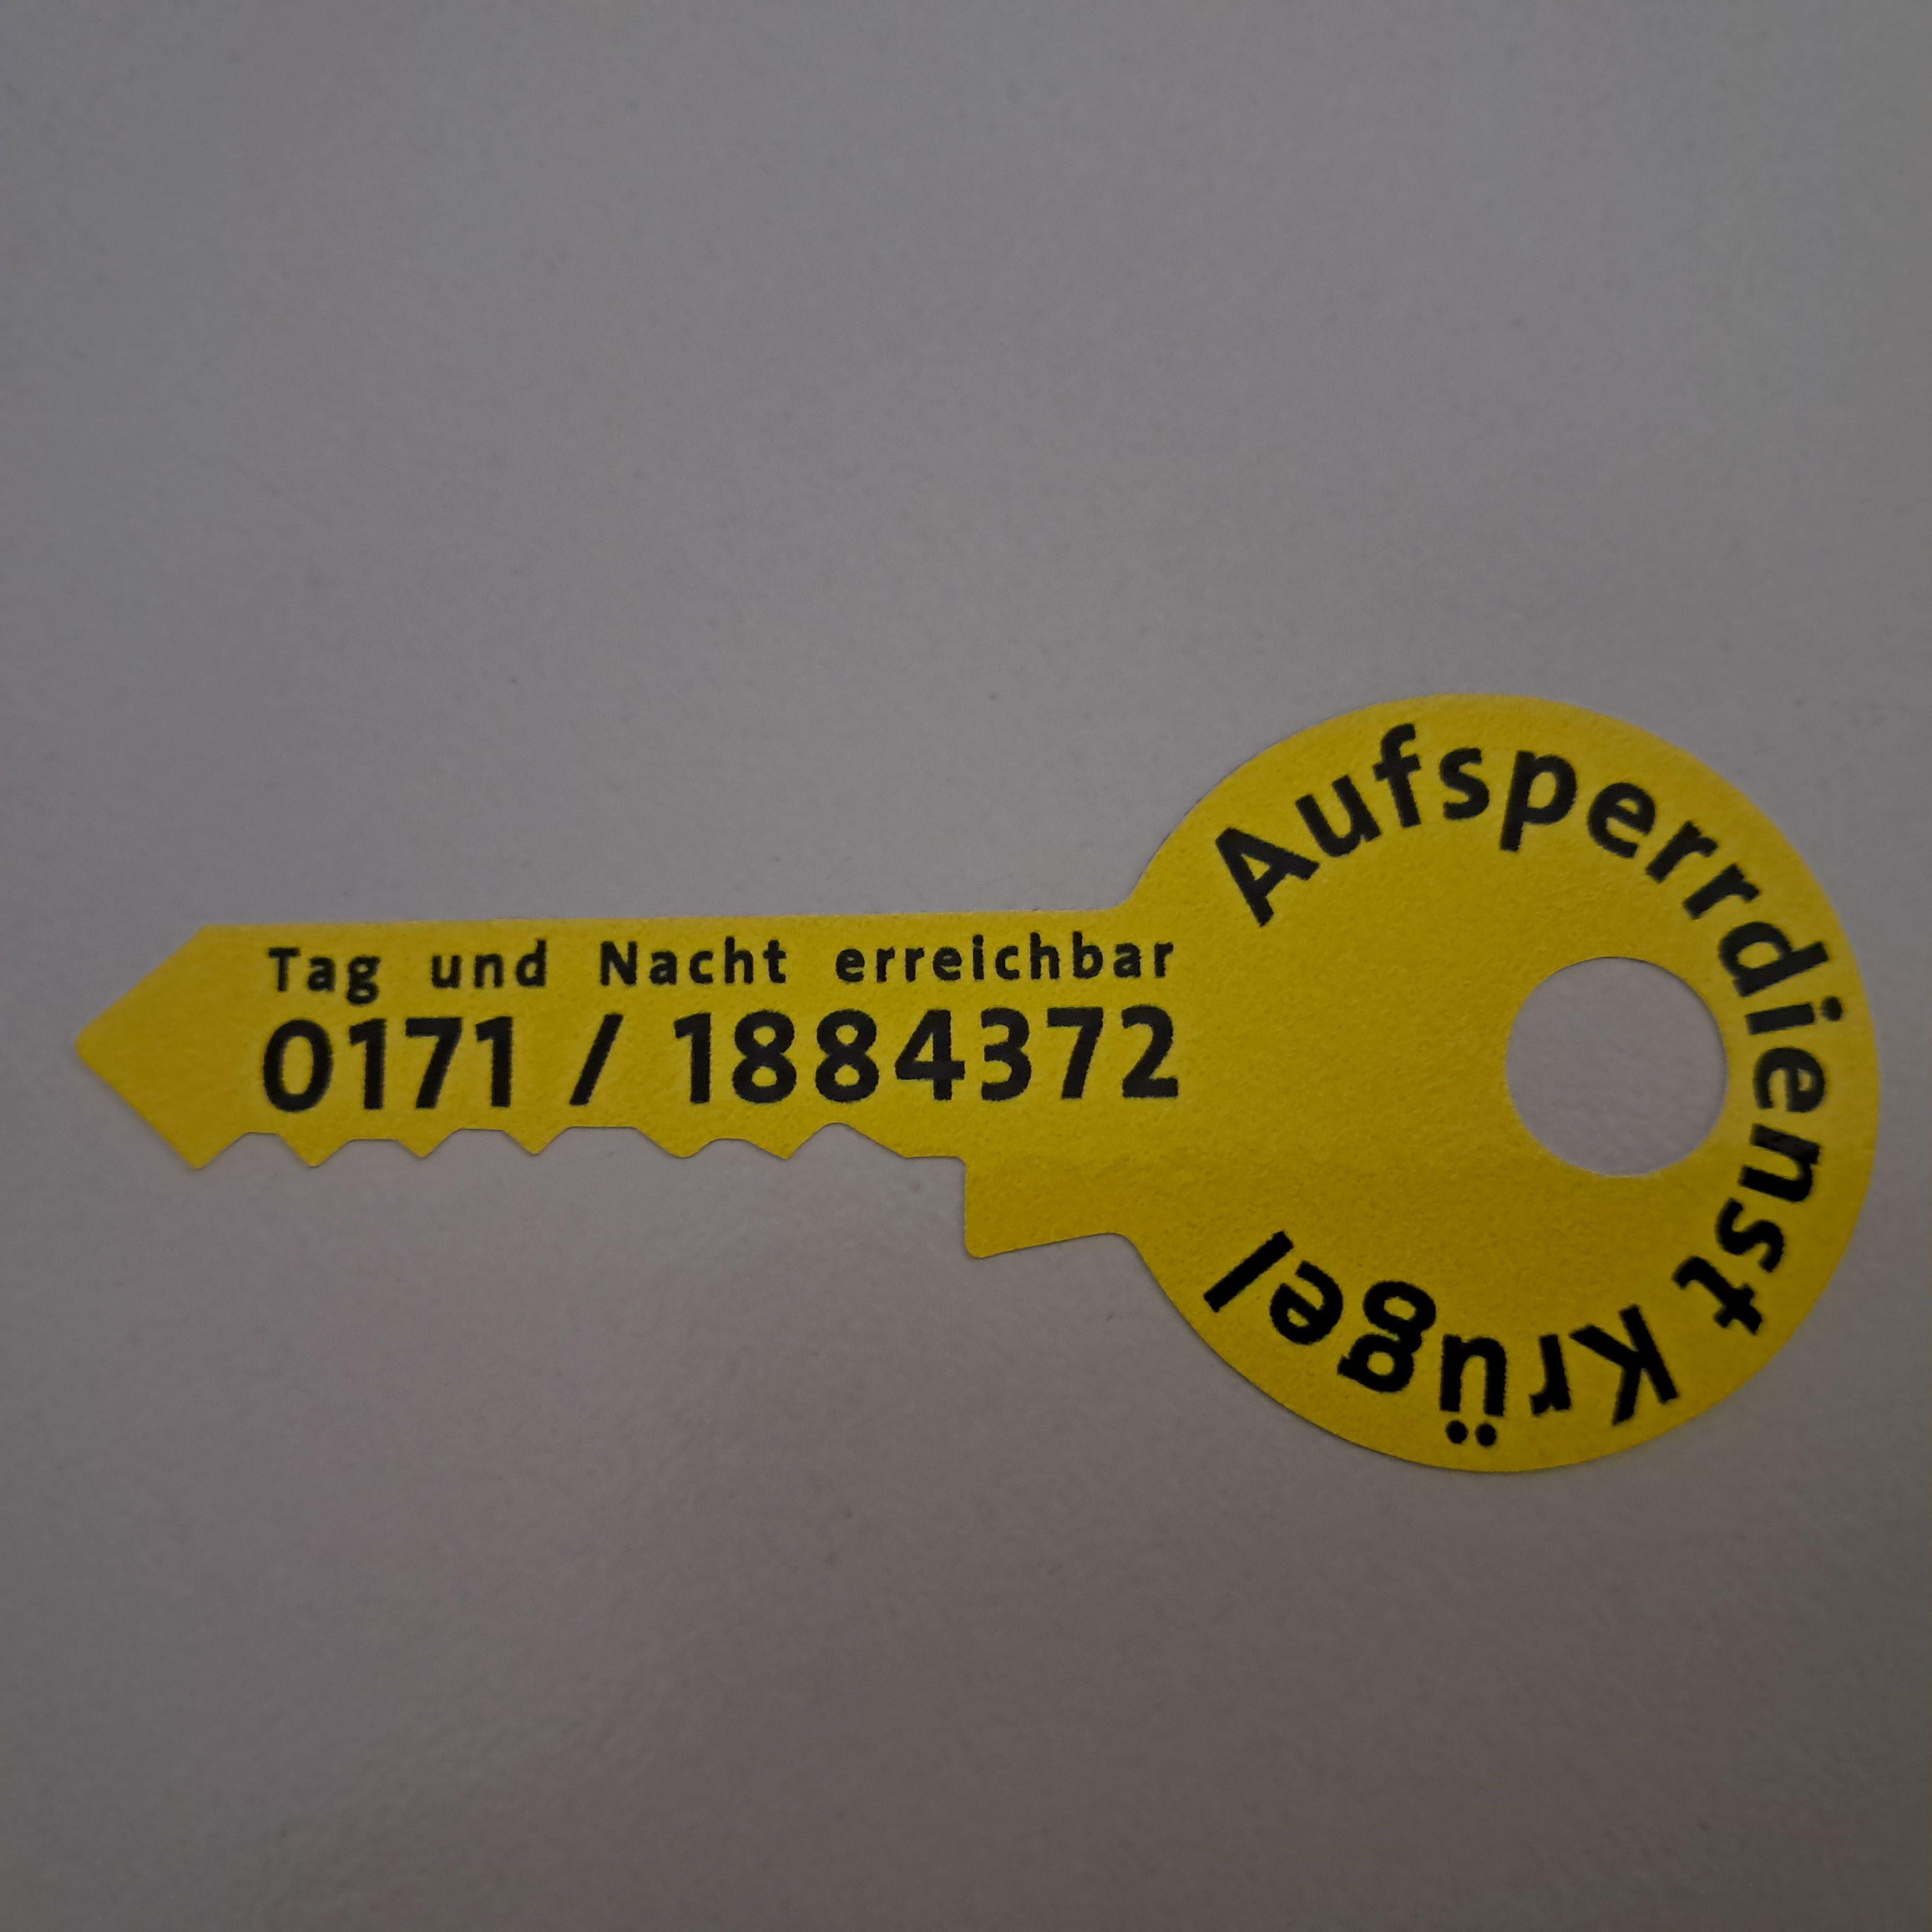 Aufsperrdienst Krügel
Tag und Nacht erreichbar
0171 / 1884372